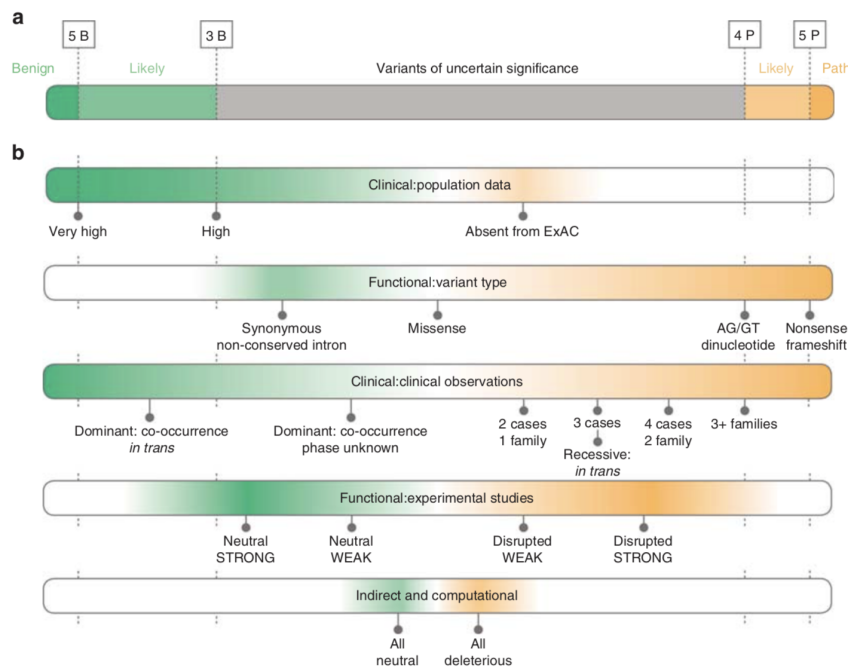 a
5 B
3 B
4 P
5 P
Benign
Likely
Variants of uncertain significance
Likely
Path
b
Clinical:population data
Very high
High
Absent from ExAC
Functional:variant type
Synonymous
non-conserved intron
Missense
AG/GT
dinucleotide
Nonsense
frameshift
Clinical:clinical observations
Dominant: co-occurrence
in trans
Dominant: co-occurrence
phase unknown
2 cases
1 family
3 cases
Recessive:
in trans
4 cases
2 family
3+ families
Functional:experimental studies
Neutral
STRONG
Neutral
WEAK
Disrupted
WEAK
Disrupted
STRONG
Indirect and computational
All
neutral
All
deleterious